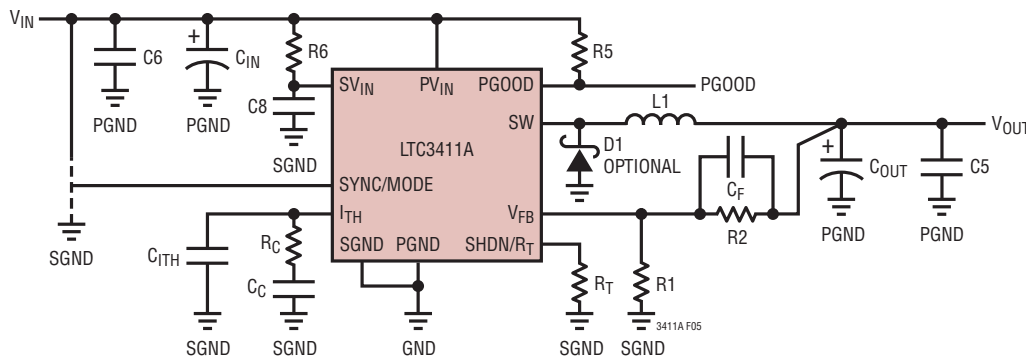 VIN
C6
PGND
+
CIN
PGND
R6
C8
SGND
R5
PGOOD
L1
VOUT
SVIN
PVIN
PGOOD
SW
LTC3411A
SYNC/MODE
ITH
VFB
SGND
PGND
SHDN/RT
D1
OPTIONAL
CF
R2
+
COUT
PGND
C5
PGND
SGND
CITH
SGND
RC
CC
SGND
GND
RT
SGND
R1
SGND
3411A F05